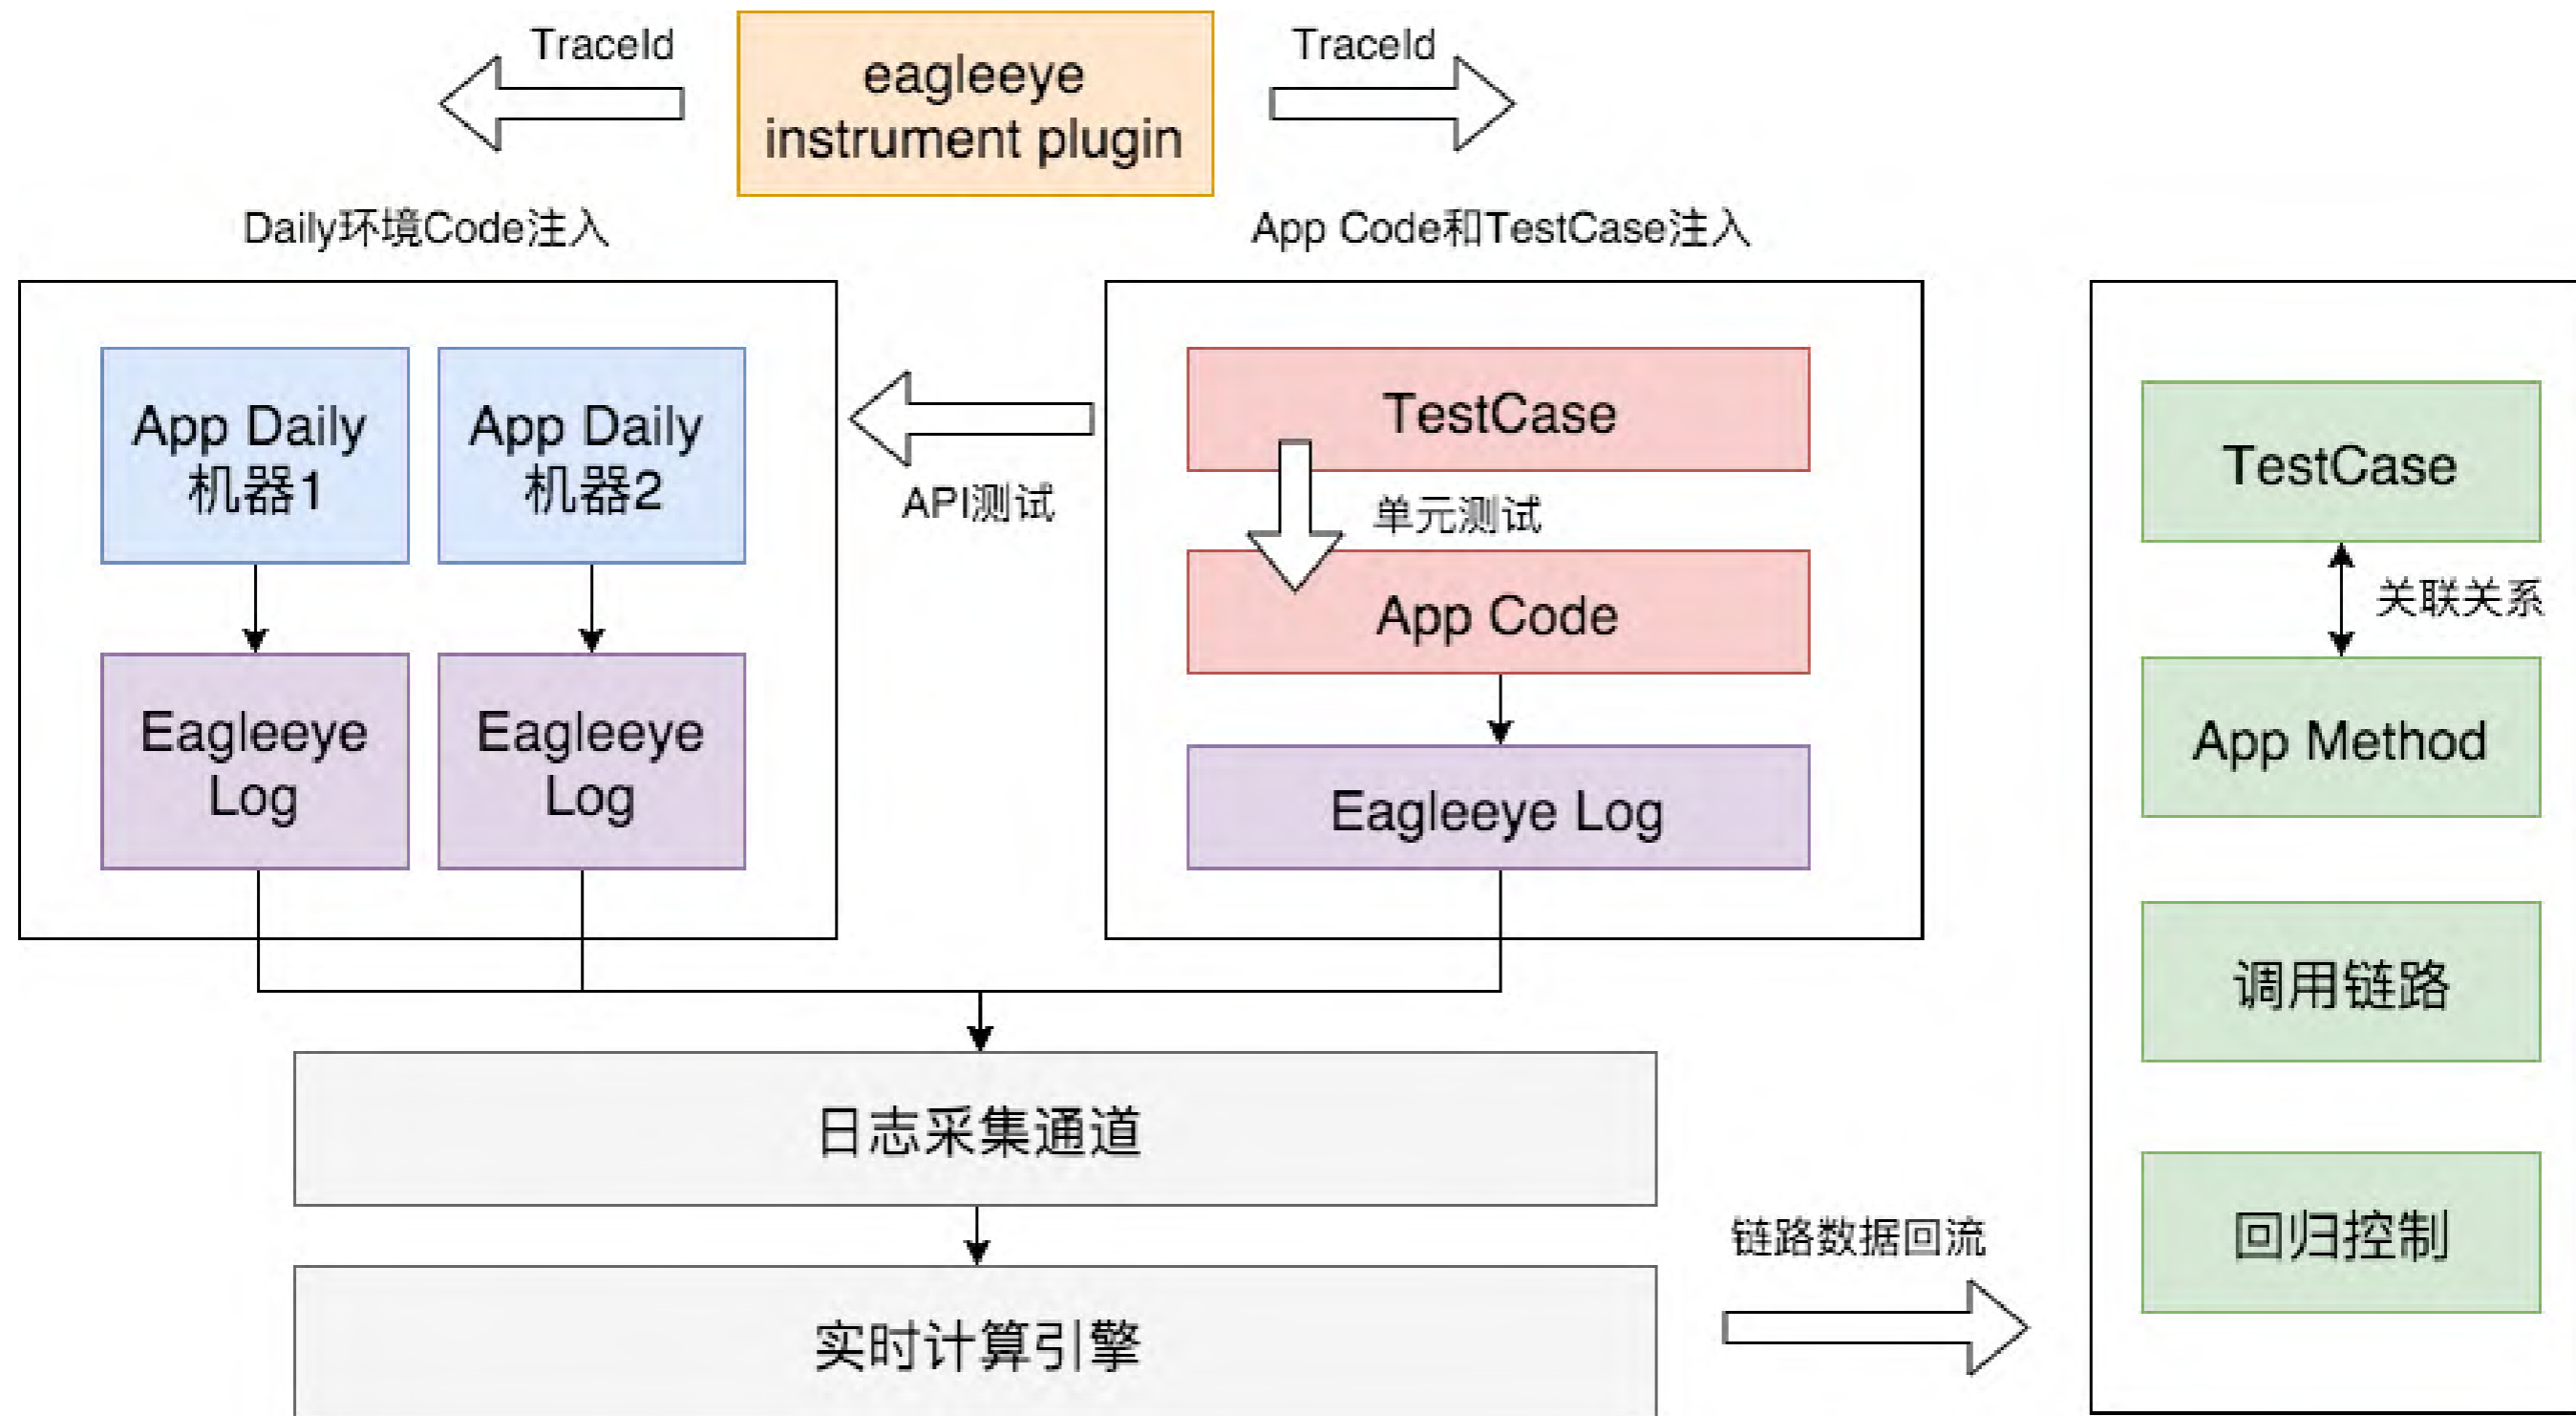 TraceId
eagleeye
instrument plugin
TraceId
Daily环境Code注入
App Code和TestCase注入
App Daily
机器1
App Daily
机器2
Eagleeye
Log
Eagleeye
Log
API测试
TestCase
单元测试
App Code
Eagleeye Log
TestCase
关联关系
App Method
调用链路
回归控制
日志采集通道
实时计算引擎
链路数据回流